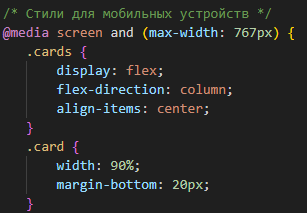 /* Стили для мобильных устройств */
@media screen and (max-width: 767px) {
.cards {
display: flex;
flex-direction: column;
align-items: center;
}
.card {
width: 90%;
margin-bottom: 20px;
}